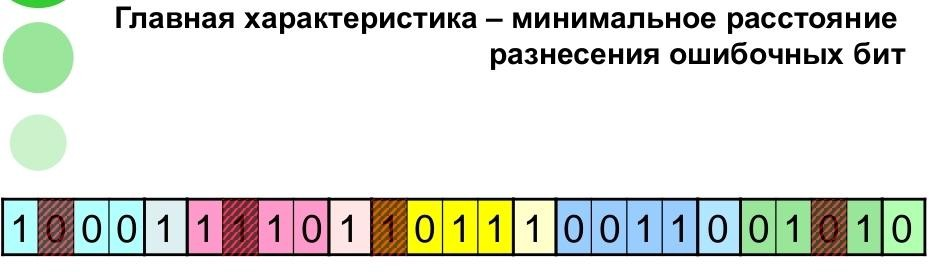 Главная характеристика – минимальное расстояние
разнесения ошибочных бит
1 0 0 0 1 1 1 1 0 1 1 0 1 1 1 0 0 1 1 0 0 1 0 1 0